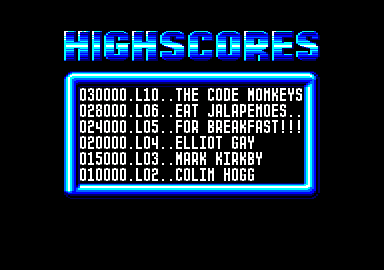 HIGHSCORES
030000.L10..THE CODE MONKEYS
028000.L06..EAT JALAPENOES..
024000.L05..FOR BREAKFAST!!!
020000.L04..ELLIOT GAY
015000.L03..MARK KIRKBY
010000.L02..COLIN HOGG